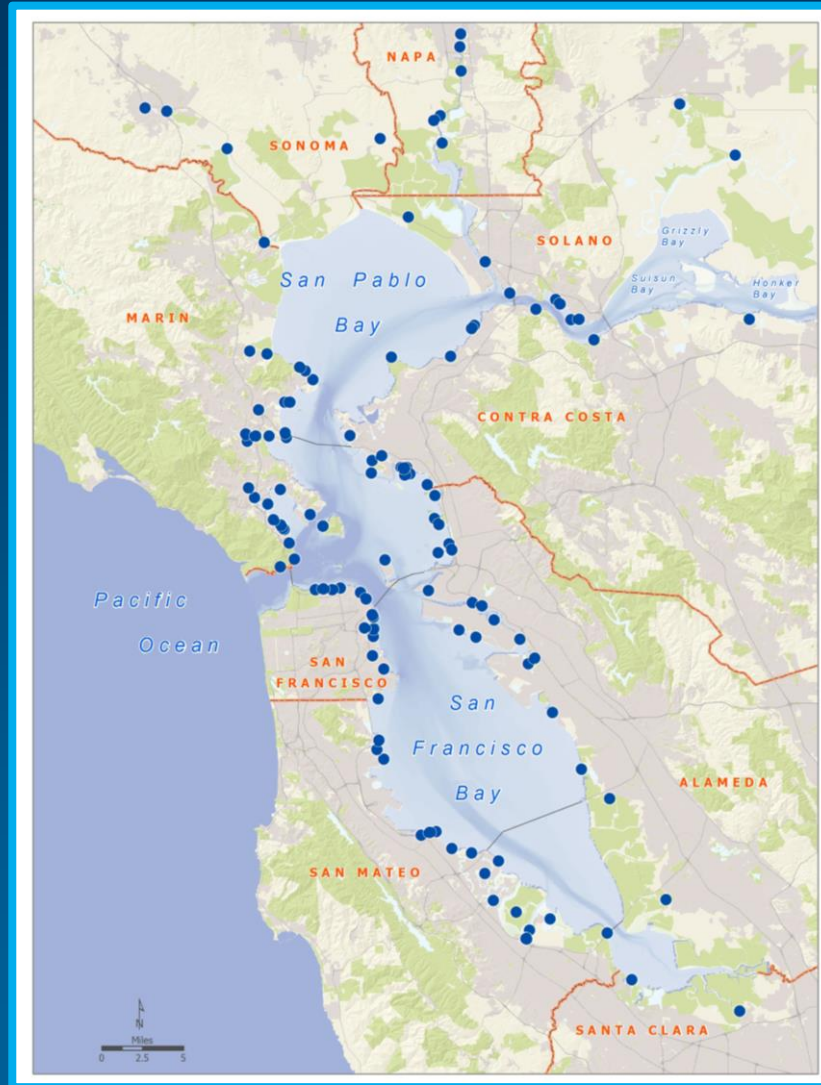 NAPA
SONOMA
SOLANO
Grizzly
Bay
Suisun
Bay
Honker
Bay
San Pablo
Bay
MARIN
CONTRA COSTA
Pacific
Ocean
SAN
FRANCISCO
San
Francisco
Bay
ALAMEDA
SAN MATEO
SANTA CLARA
N
Miles
0 2.5 5